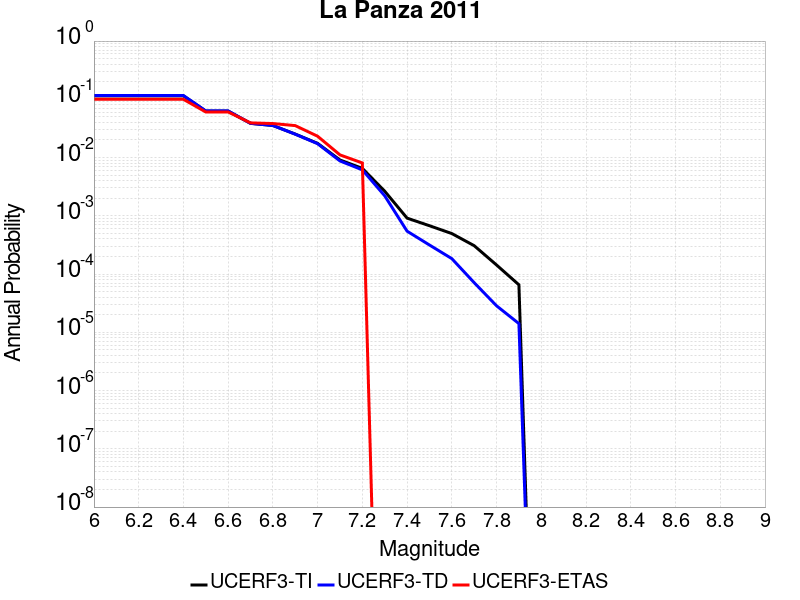 La Panza 2011
Annual Probability
10^0
10^-1
10^-2
10^-3
10^-4
10^-5
10^-6
10^-7
10^-8
6 6.2 6.4 6.6 6.8 7 7.2 7.4 7.6 7.8 8 8.2 8.4 8.6 8.8 9
Magnitude
UCERF3-TI UCERF3-TD UCERF3-ETAS